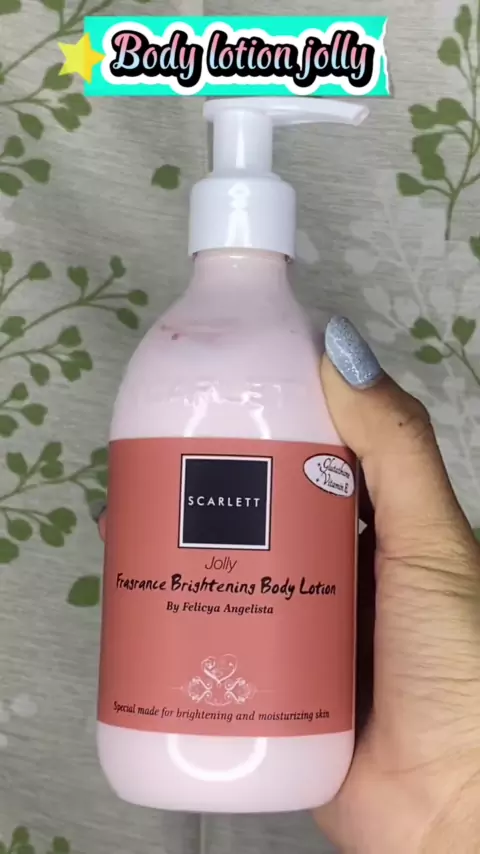 Body lotion jolly
SCARLETT
+ Glutathione
+ Vitamin E
Jolly
Fragrance Brightening Body Lotion
By Felicya Angelista
Special made for brightening and moisturizing skin